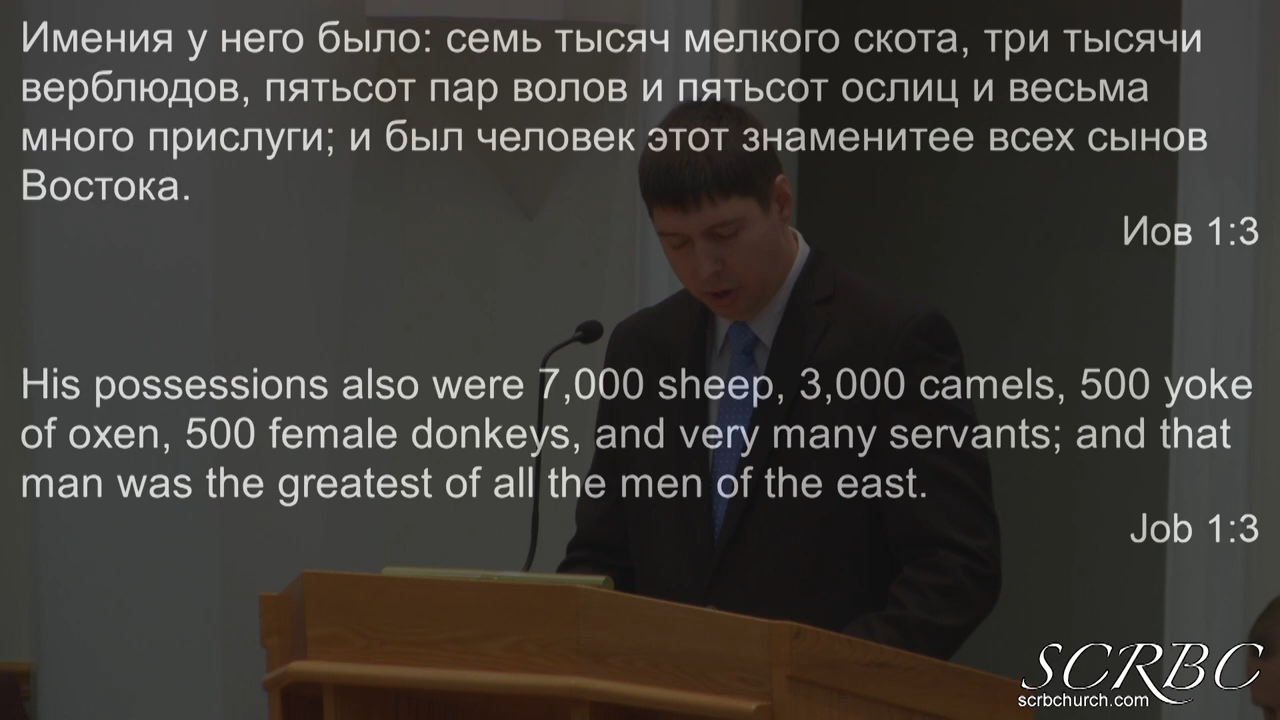 Имения у него было: семь тысяч мелкого скота, три тысячи
верблюдов, пятьсот пар волов и пятьсот ослиц и весьма
много прислуги; и был человек этот знаменитее всех сынов
Востока.
Иов 1:3
His possessions also were 7,000 sheep, 3,000 camels, 500 yoke
of oxen, 500 female donkeys, and very many servants; and that
man was the greatest of all the men of the east.
Job 1:3
SCRBC
scrbchurch.com